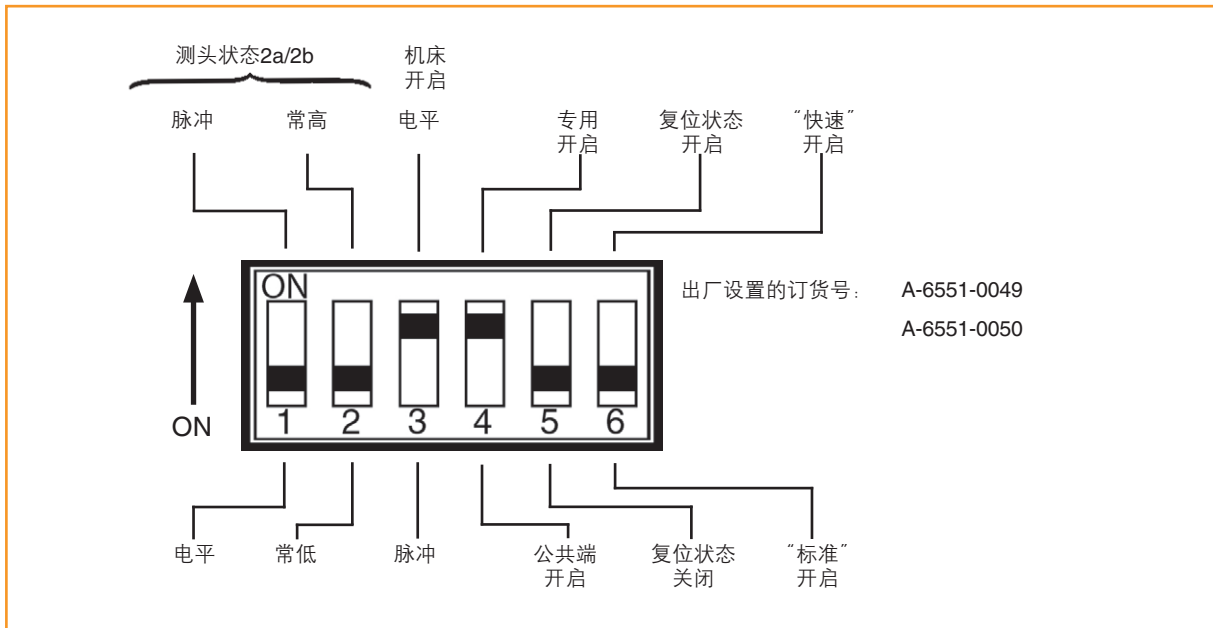 测头状态2a/2b
机床
开启
脉冲
常高
电平
专用
开启
复位状态
开启
“快速”
开启
ON
出厂设置的订货号：
A-6551-0049
A-6551-0050
ON
1 2 3 4 5 6
电平
常低
脉冲
公共端
开启
复位状态
关闭
“标准”
开启